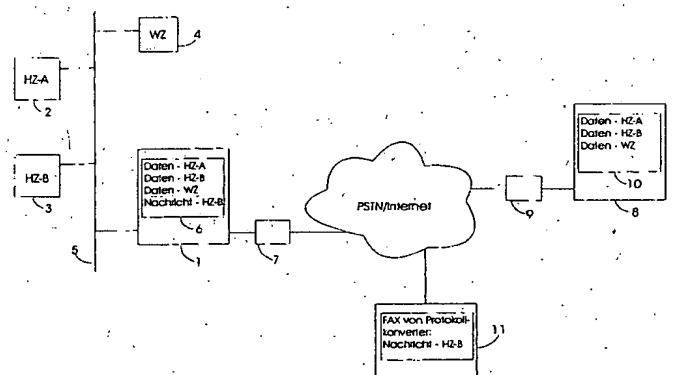 WZ
4
HZ-A
2
HZ-B
3
5
Daten - HZ-A
Daten - HZ-B
Daten - WZ
Nachricht - HZ-B
6
1
7
PSTN/Internet
9
Daten - HZ-A
Daten - HZ-B
Daten - WZ
10
8
FAX von Protokoll-
konverter:
Nachricht - HZ-B
11